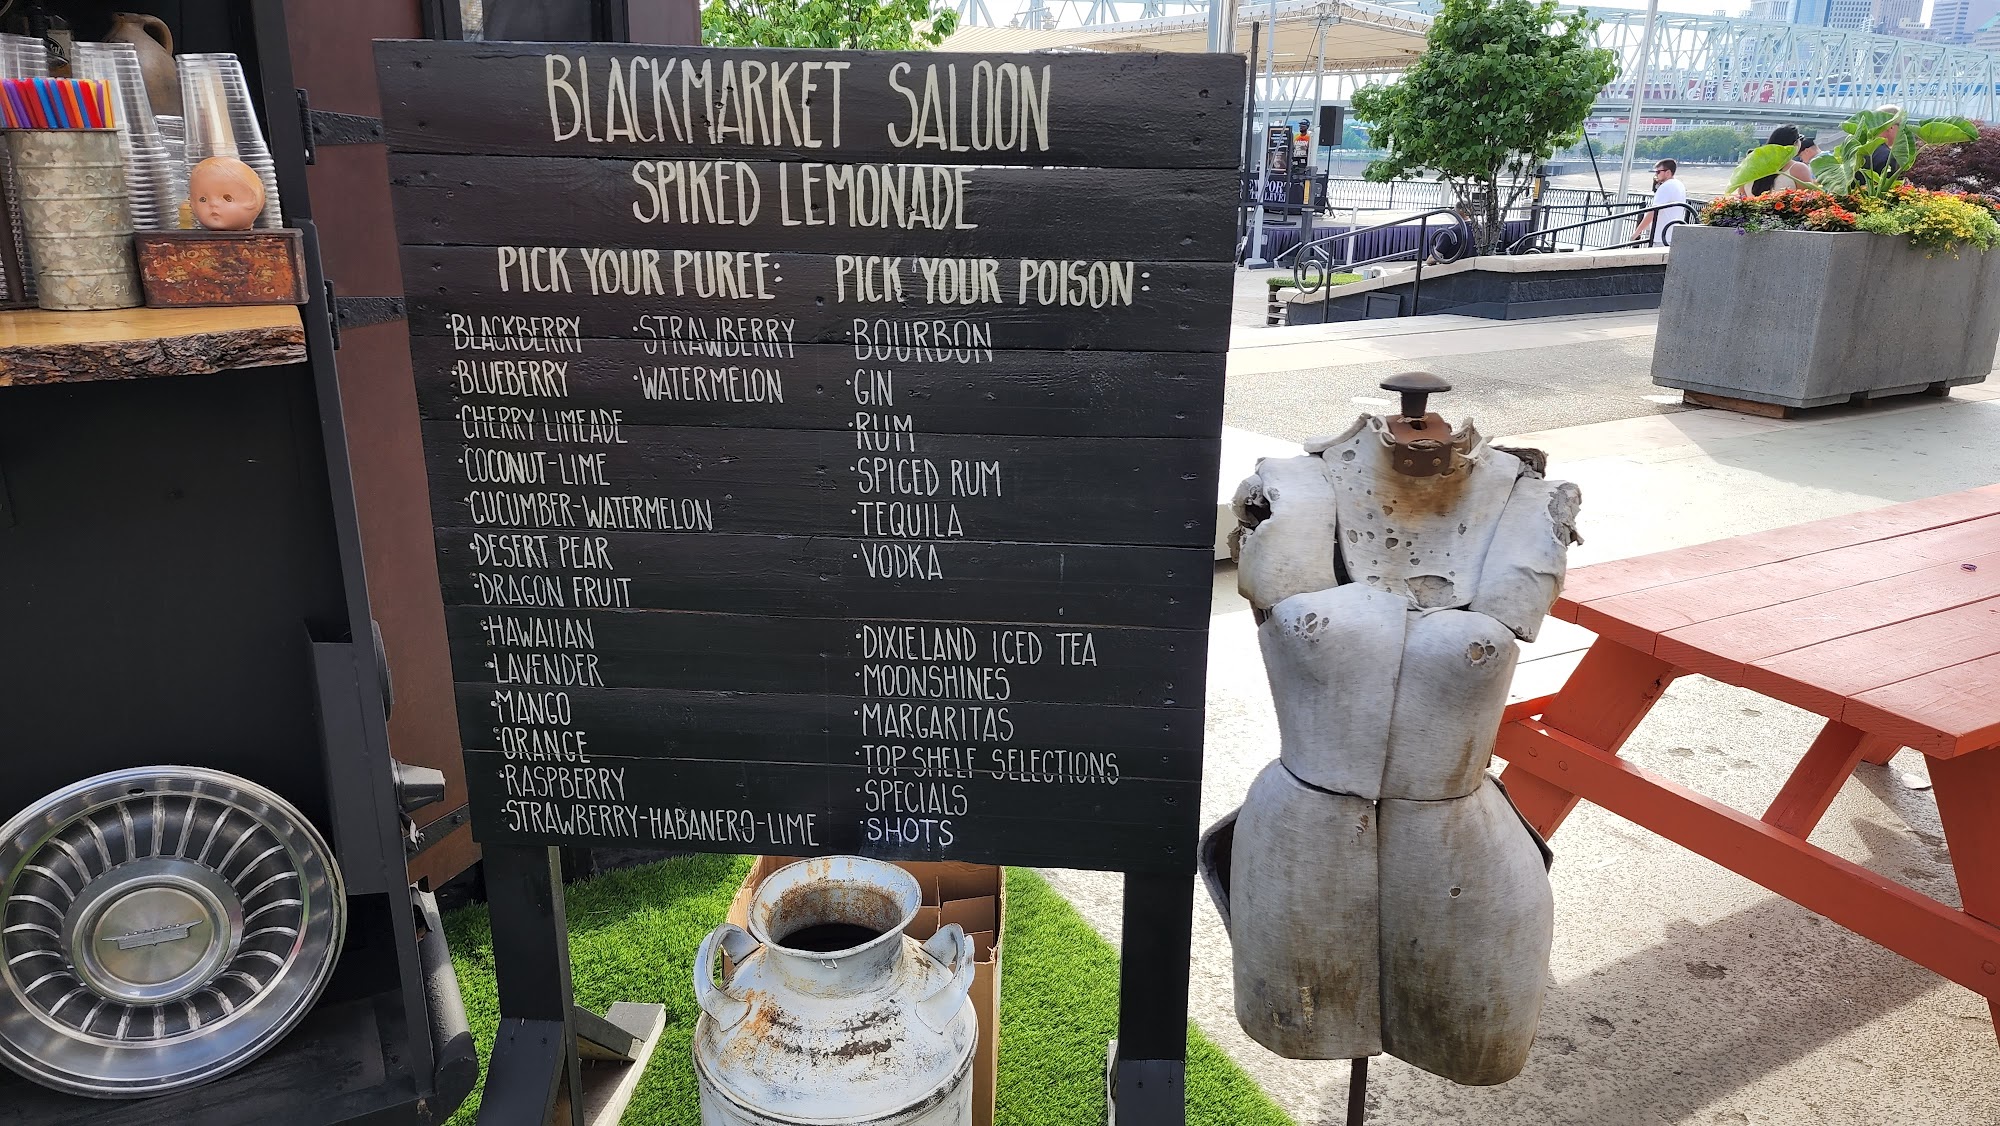 BLACKMARKET SALOON
SPIKED LEMONADE
PICK YOUR PUREE:
•BLACKBERRY
•BLUEBERRY
•CHERRY LIMEADE
•COCONUT-LIME
•CUCUMBER-WATERMELON
•DESERT PEAR
•DRAGON FRUIT
•HAWAIIAN
•LAVENDER
•MANGO
•ORANGE
•RASPBERRY
•STRAWBERRY-HABANERO-LIME
•STRAWBERRY
•WATERMELON
PICK YOUR POISON:
•BOURBON
•GIN
•RUM
•SPICED RUM
•TEQUILA
•VODKA
•DIXIELAND ICED TEA
•MOONSHINES
•MARGARITAS
•TOP SHELF SELECTIONS
•SPECIALS
•SHOTS